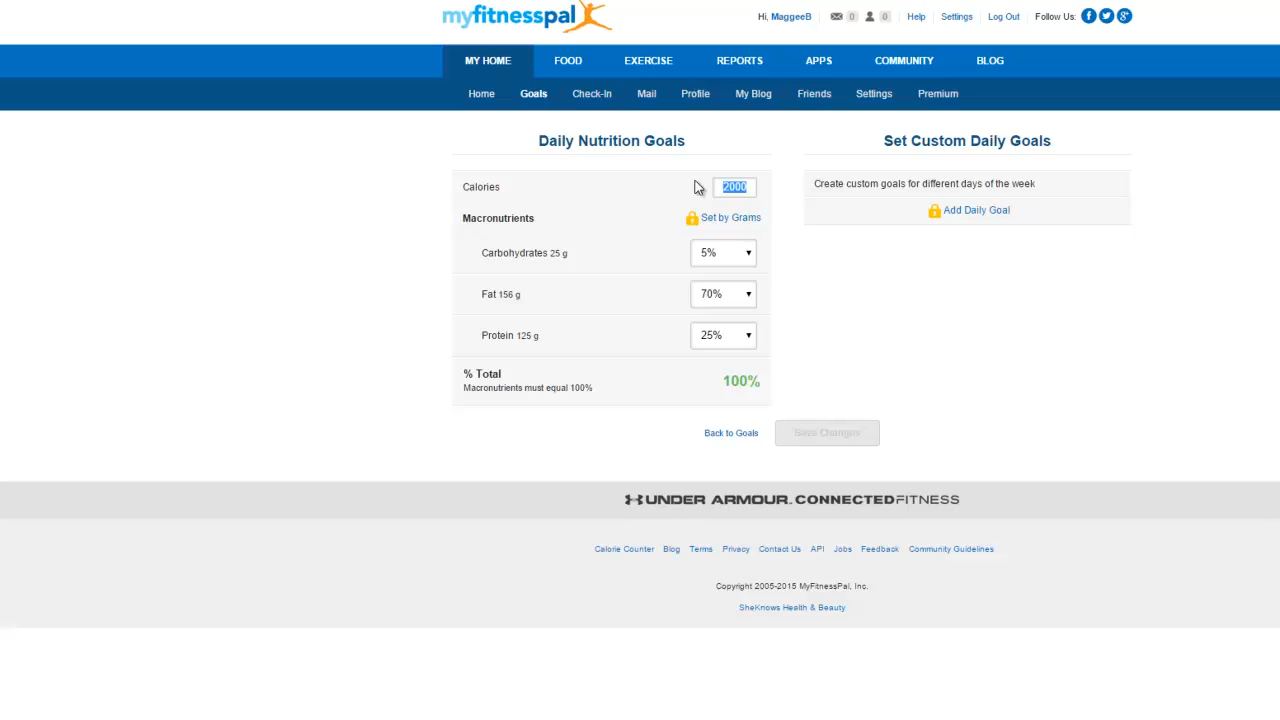 myfitnesspal
Hi, MaggeeB 0 0 Help Settings Log Out Follow Us:
MY HOME FOOD EXERCISE REPORTS APPS COMMUNITY BLOG
Home Goals Check-In Mail Profile My Blog Friends Settings Premium
Daily Nutrition Goals
Calories 2000
Macronutrients Set by Grams
Carbohydrates 25 g 5%
Fat 156 g 70%
Protein 125 g 25%
% Total 100%
Macronutrients must equal 100%
Set Custom Daily Goals
Create custom goals for different days of the week
Add Daily Goal
Back to Goals Save Changes
UNDER ARMOUR. CONNECTEDFITNESS
Calorie Counter Blog Terms Privacy Contact Us API Jobs Feedback Community Guidelines
Copyright 2005-2015 MyFitnessPal, Inc.
SheKnows Health & Beauty